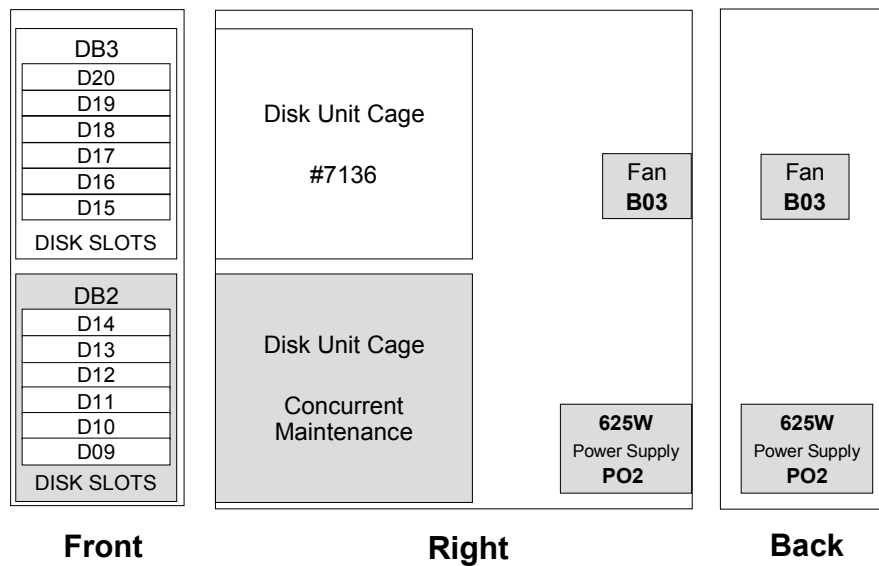 DB3
D20
D19
D18
D17
D16
D15
DISK SLOTS
DB2
D14
D13
D12
D11
D10
D09
DISK SLOTS
Front
Disk Unit Cage
#7136
Fan
B03
Disk Unit Cage
Concurrent
Maintenance
625W
Power Supply
PO2
Right
Fan
B03
625W
Power Supply
PO2
Back